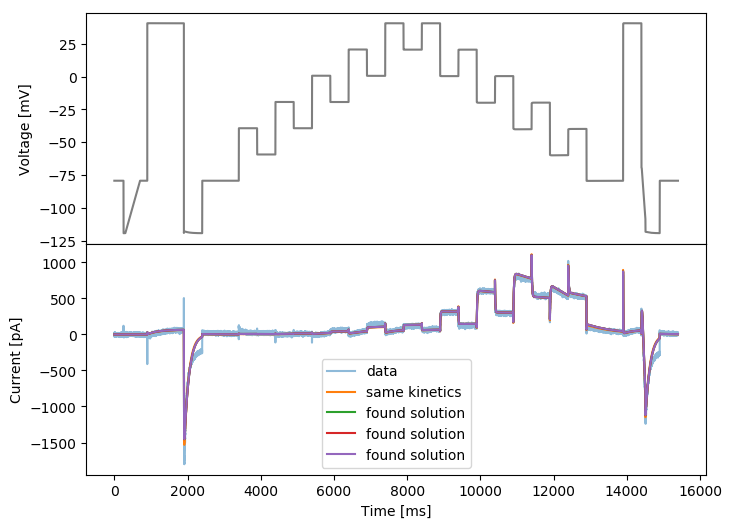 25
0
−25
−50
−75
−100
−125
Voltage [mV]
1000
500
0
−500
−1000
−1500
Current [pA]
data
same kinetics
found solution
found solution
found solution
0 2000 4000 6000 8000 10000 12000 14000 16000
Time [ms]